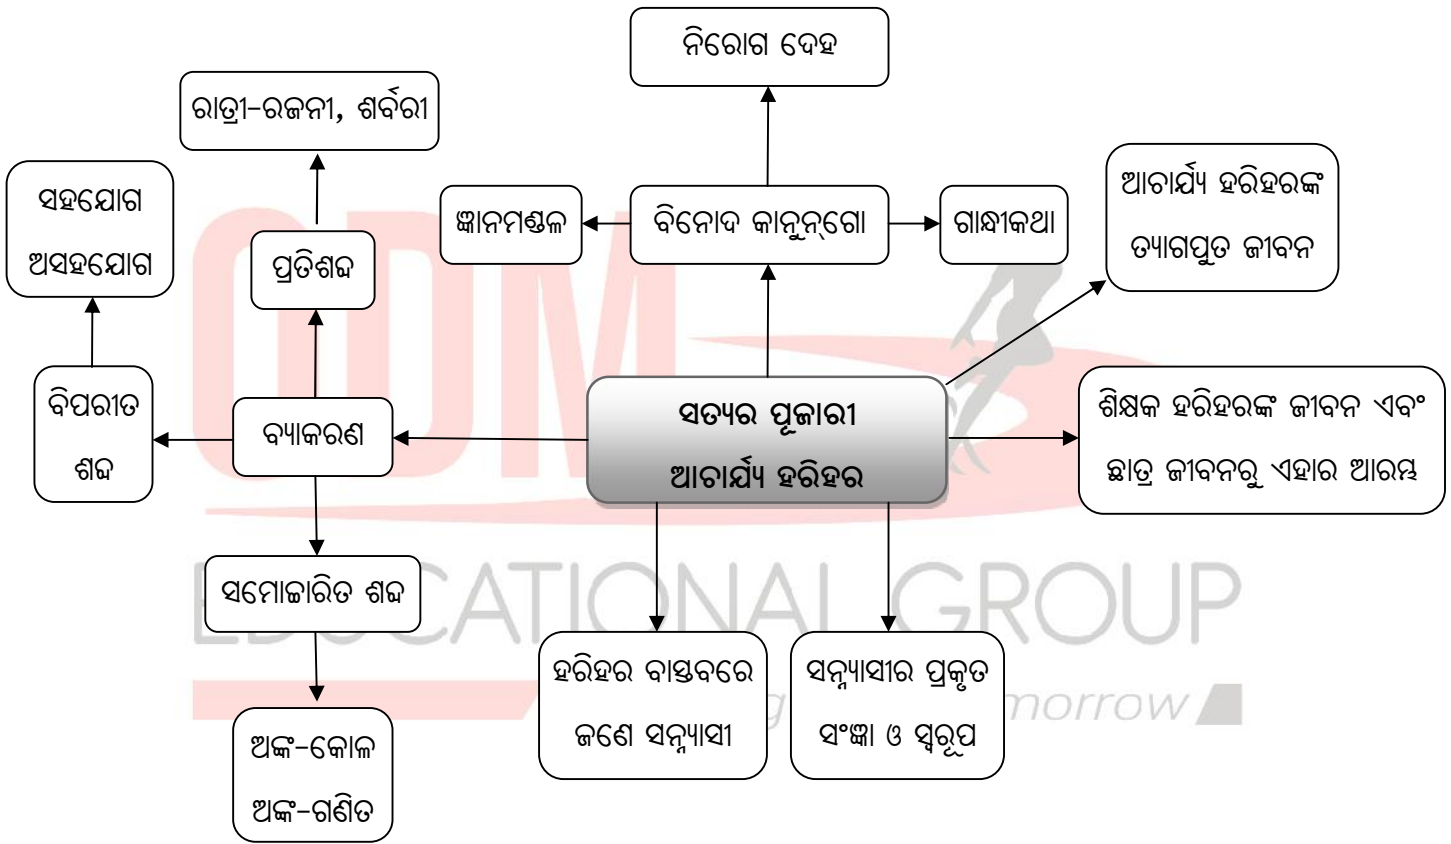 ନିରୋଗ ଦେହ
ରାତ୍ରୀ-ରଜନୀ, ଶର୍ବରୀ
ସହଯୋଗ
ଅସହଯୋଗ
ପ୍ରତିଶବ୍ଦ
ଜ୍ଞାନମଣ୍ଡଳ
ବିନୋଦ କାନୁନ୍‌ଗୋ
ଗାନ୍ଧୀକଥା
ଆଚାର୍ଯ୍ୟ ହରିହରଙ୍କ
ତ୍ୟାଗପୁତ ଜୀବନ
ବିପରୀତ
ଶବ୍ଦ
ବ୍ୟାକରଣ
ସତ୍ୟର ପୂଜାରୀ
ଆଚାର୍ଯ୍ୟ ହରିହର
ଶିକ୍ଷକ ହରିହରଙ୍କ ଜୀବନ ଏବଂ
ଛାତ୍ର ଜୀବନରୁ ଏହାର ଆରମ୍ଭ
ସମୋଚ୍ଚାରିତ ଶବ୍ଦ
ହରିହର ବାସ୍ତବରେ
ଜଣେ ସନ୍ନ୍ୟାସୀ
ସନ୍ନ୍ୟାସୀର ପ୍ରକୃତ
ସଂଜ୍ଞା ଓ ସ୍ୱରୂପ
ଅଙ୍କ-କୋଳ
ଅଙ୍କ-ଗଣିତ
ODM
EDUCATIONAL GROUP